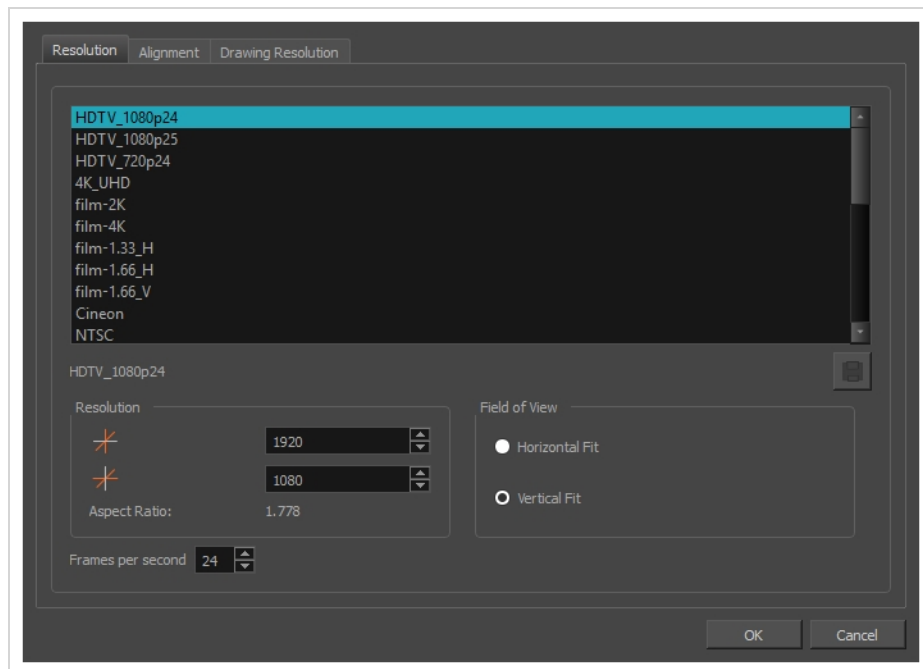 Resolution Alignment Drawing Resolution
HDTV_1080p24
HDTV_1080p25
HDTV_720p24
4K_UHD
film-2K
film-4K
film-1.33_H
film-1.66_H
film-1.66_V
Cineon
NTSC
HDTV_1080p24
Resolution
1920
1080
Aspect Ratio: 1.778
Field of View
Horizontal Fit
Vertical Fit
Frames per second 24
OK Cancel